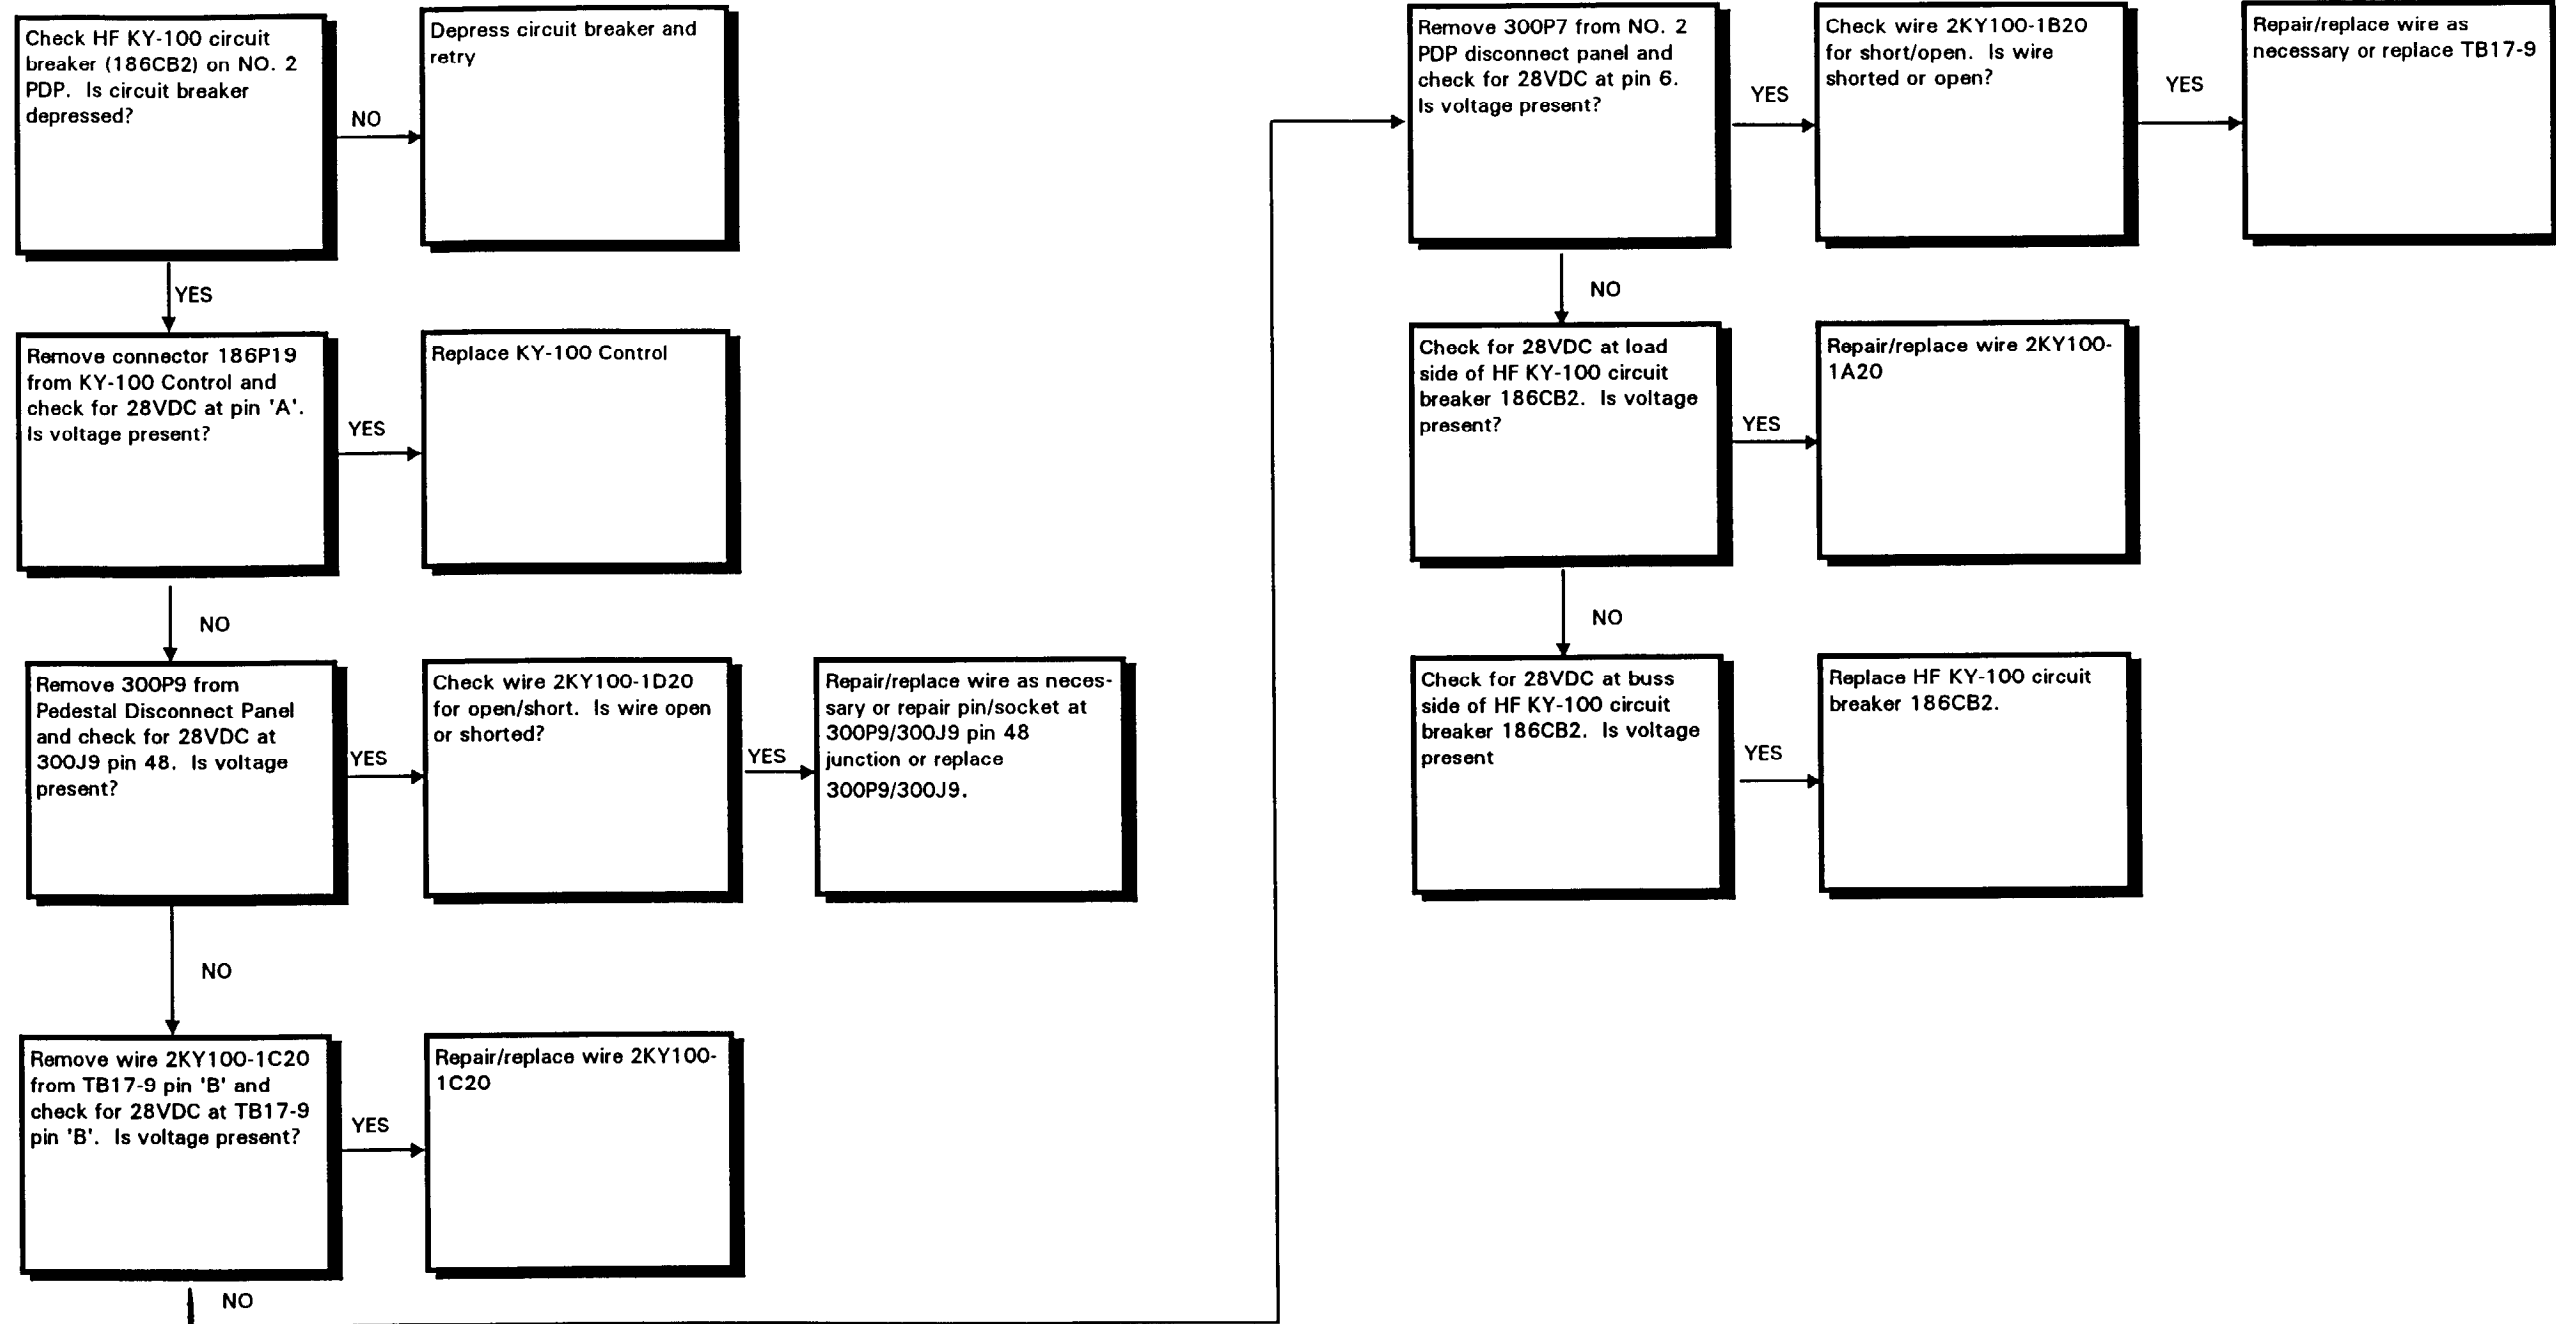 Check HF KY-100 circuit
breaker (186CB2) on NO. 2
PDP. Is circuit breaker
depressed?
NO
Depress circuit breaker and
retry
YES
Remove connector 186P19
from KY-100 Control and
check for 28VDC at pin 'A'.
Is voltage present?
YES
Replace KY-100 Control
NO
Remove 300P9 from
Pedestal Disconnect Panel
and check for 28VDC at
300J9 pin 48. Is voltage
present?
YES
Check wire 2KY100-1D20
for open/short. Is wire open
or shorted?
YES
Repair/replace wire as neces-
sary or repair pin/socket at
300P9/300J9 pin 48
junction or replace
300P9/300J9.
NO
Remove wire 2KY100-1C20
from TB17-9 pin 'B' and
check for 28VDC at TB17-9
pin 'B'. Is voltage present?
YES
Repair/replace wire 2KY100-
1C20
NO
Remove 300P7 from NO. 2
PDP disconnect panel and
check for 28VDC at pin 6.
Is voltage present?
YES
Check wire 2KY100-1B20
for short/open. Is wire
shorted or open?
YES
Repair/replace wire as
necessary or replace TB17-9
NO
Check for 28VDC at load
side of HF KY-100 circuit
breaker 186CB2. Is voltage
present?
YES
Repair/replace wire 2KY100-
1A20
NO
Check for 28VDC at buss
side of HF KY-100 circuit
breaker 186CB2. Is voltage
present
YES
Replace HF KY-100 circuit
breaker 186CB2.